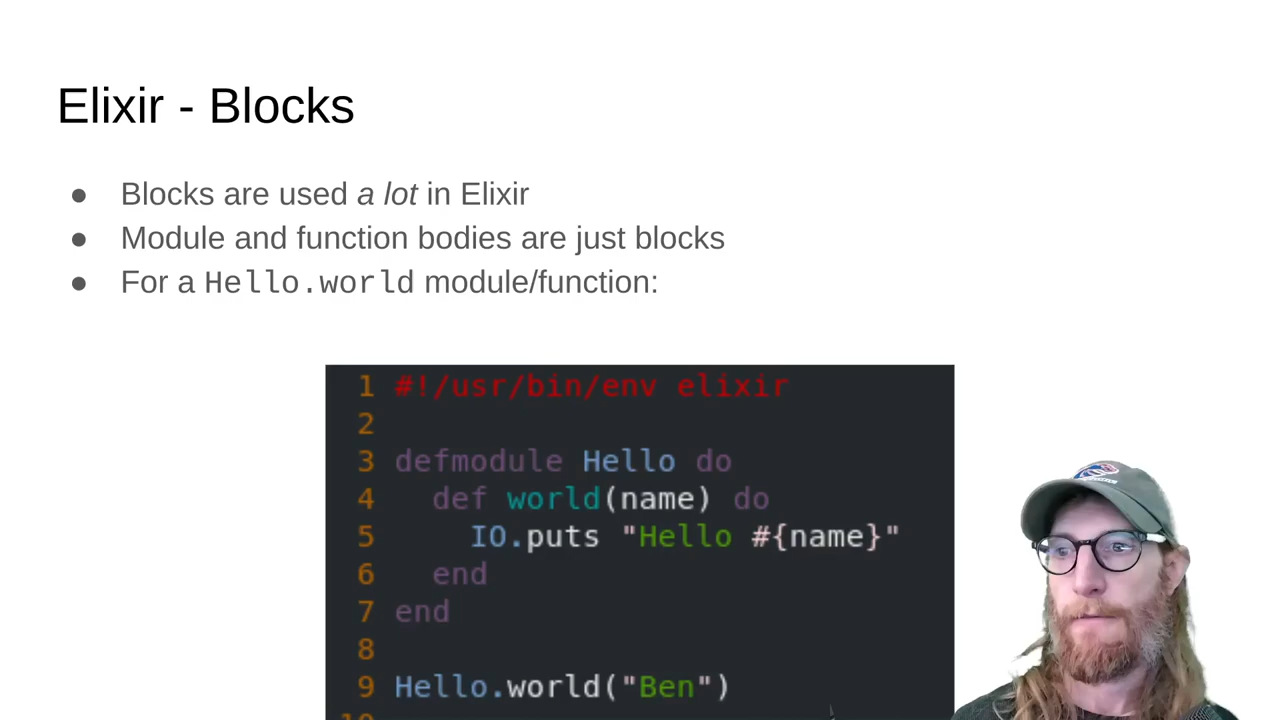 Elixir - Blocks
● Blocks are used a lot in Elixir
● Module and function bodies are just blocks
● For a Hello.world module/function:
1 #!/usr/bin/env elixir
2
3 defmodule Hello do
4   def world(name) do
5     IO.puts "Hello #{name}"
6   end
7 end
8
9 Hello.world("Ben")
10